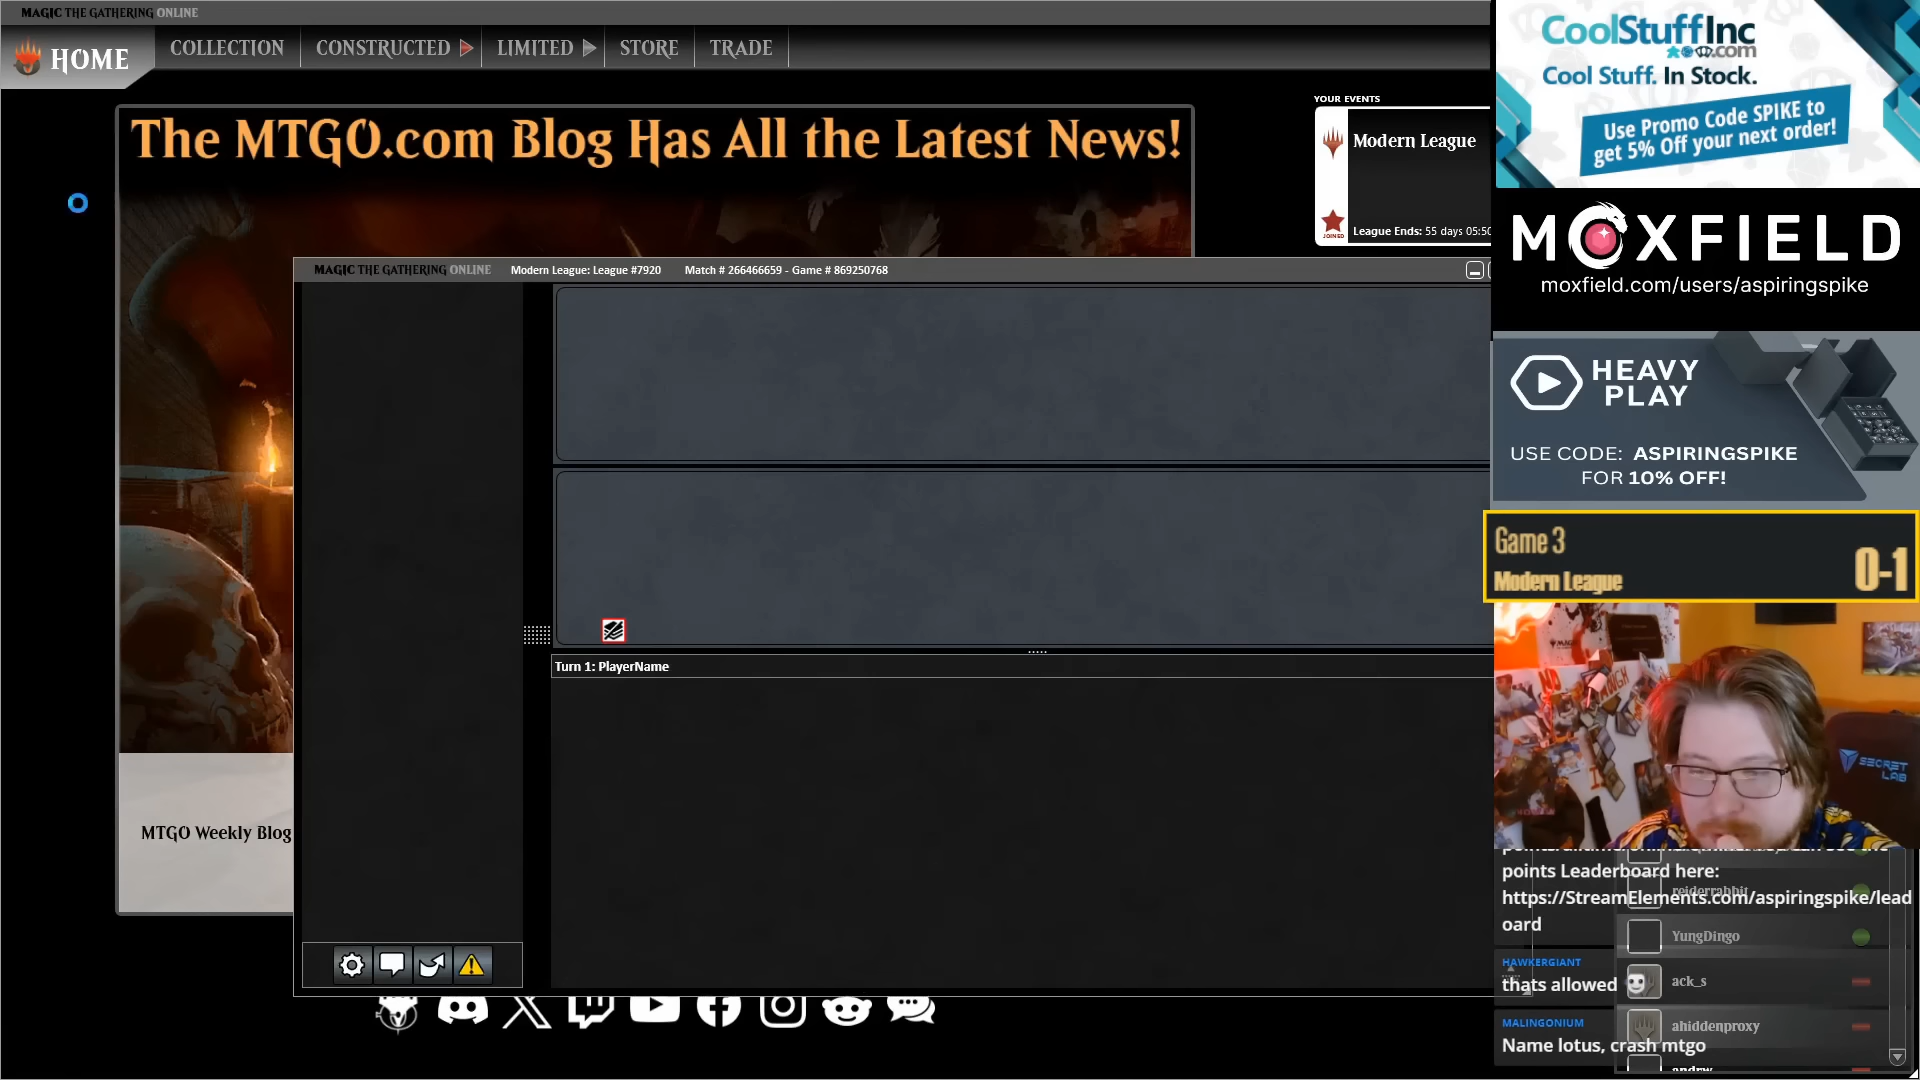 MAGIC THE GATHERING ONLINE
HOME
COLLECTION
CONSTRUCTED
LIMITED
STORE
TRADE
The MTGO.com Blog Has All the Latest News!
YOUR EVENTS
Modern League
JOINED
League Ends: 55 days 05:50
MAGIC THE GATHERING ONLINE
Modern League: League #7920
Match # 266466659 - Game # 869250768
Turn 1: PlayerName
MTGO Weekly Blog
CoolStuffInc
.com
Cool Stuff. In Stock.
Use Promo Code SPIKE to
get 5% Off your next order!
MOXFIELD
moxfield.com/users/aspiringspike
HEAVY
PLAY
USE CODE: ASPIRINGSPIKE
FOR 10% OFF!
Game 3
Modern League
0-1
SECRET
LAB
points Leaderboard here:
reiderrabbit
https://StreamElements.com/aspiringspike/lead
oard
YungDingo
HAWKERGIANT
thats allowed
ack_s
MALINGONIUM
ahiddenproxy
Name lotus, crash mtgo